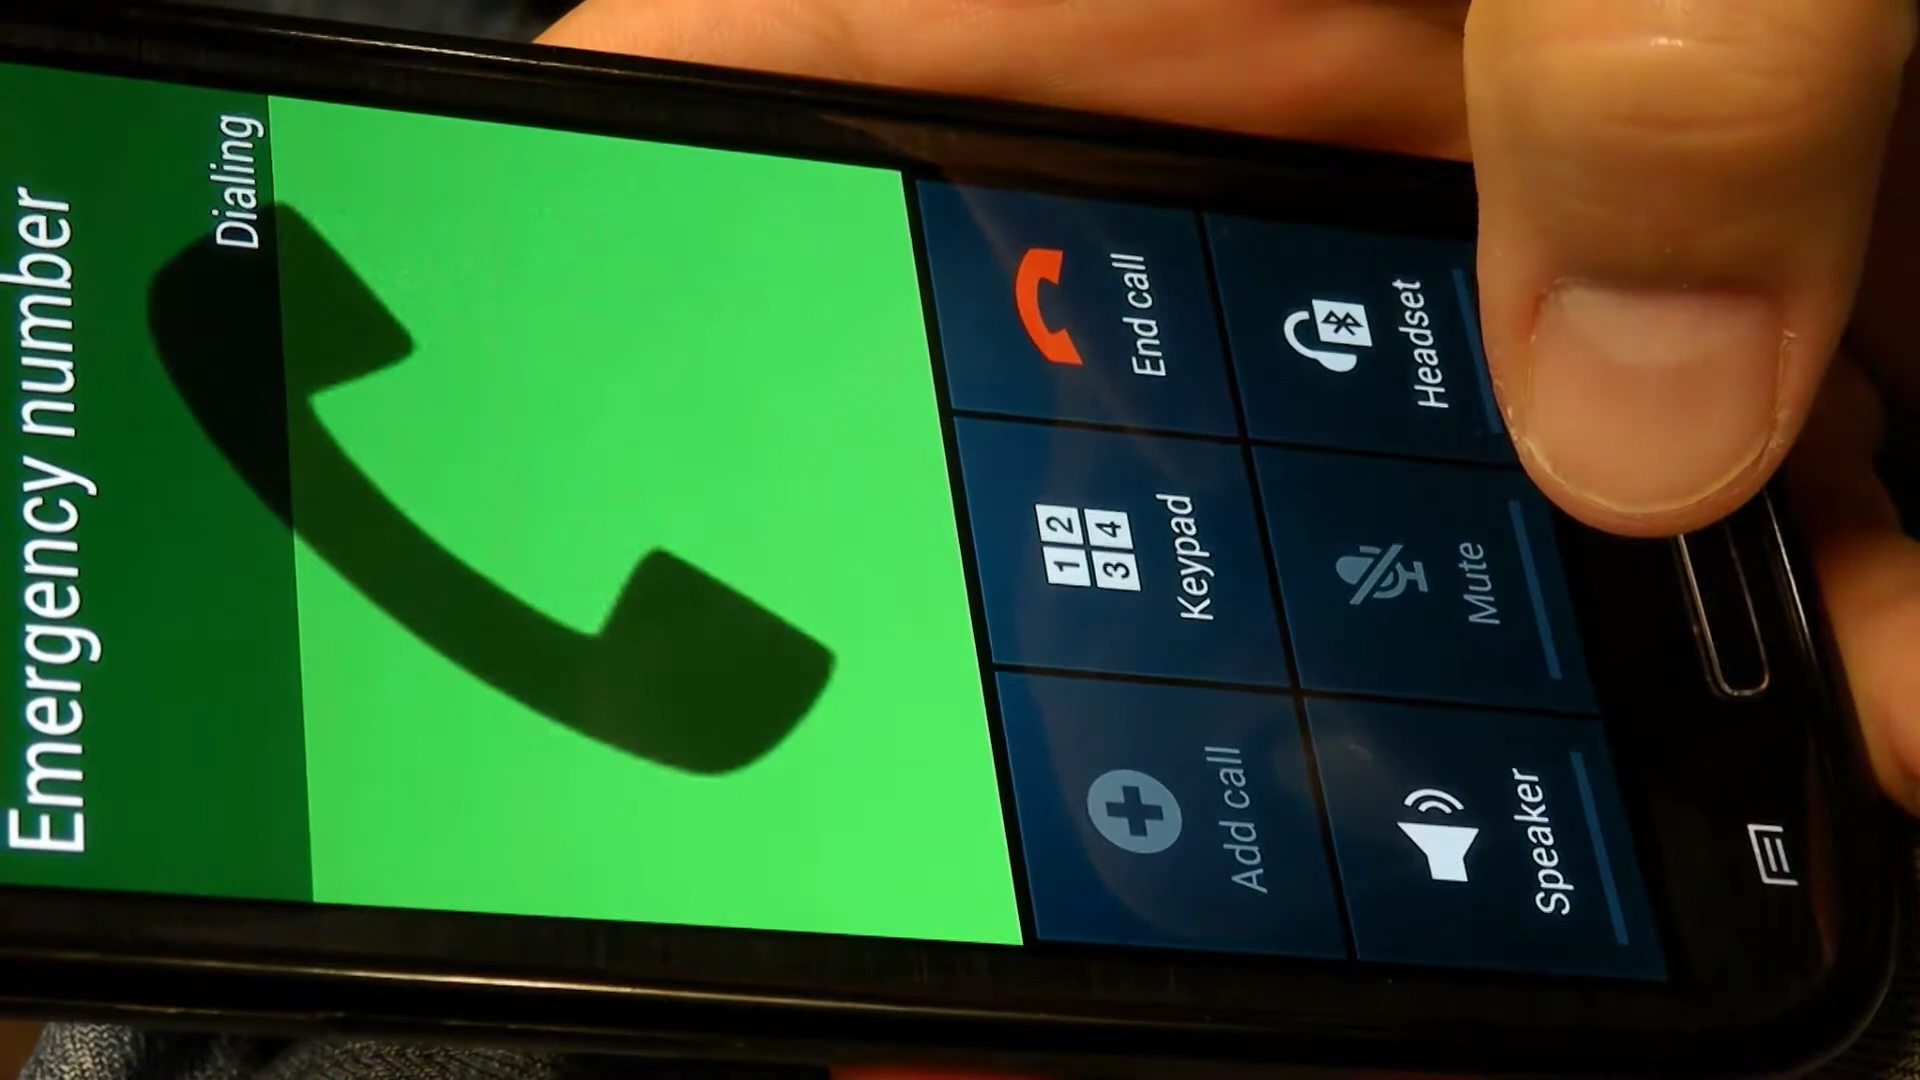 Emergency number
Dialing
Add call
1 2
3 4
Keypad
End call
Speaker
Mute
Headset